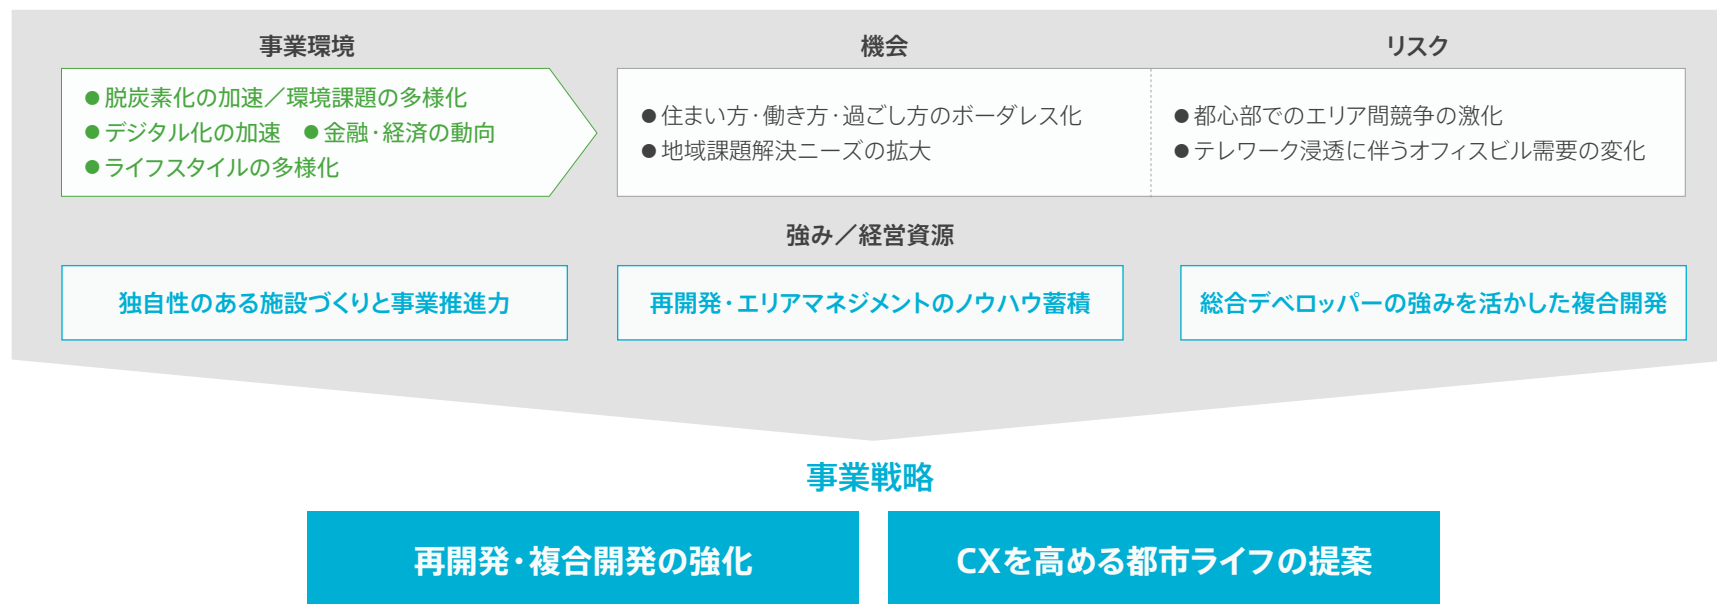 事業環境
●脱炭素化の加速／環境課題の多様化
●デジタル化の加速 ●金融・経済の動向
●ライフスタイルの多様化
機会
●住まい方・働き方・過ごし方のボーダレス化
●地域課題解決ニーズの拡大
リスク
●都心部でのエリア間競争の激化
●テレワーク浸透に伴うオフィスビル需要の変化
強み／経営資源
独自性のある施設づくりと事業推進力
再開発・エリアマネジメントのノウハウ蓄積
総合デベロッパーの強みを活かした複合開発
事業戦略
再開発・複合開発の強化
CXを高める都市ライフの提案